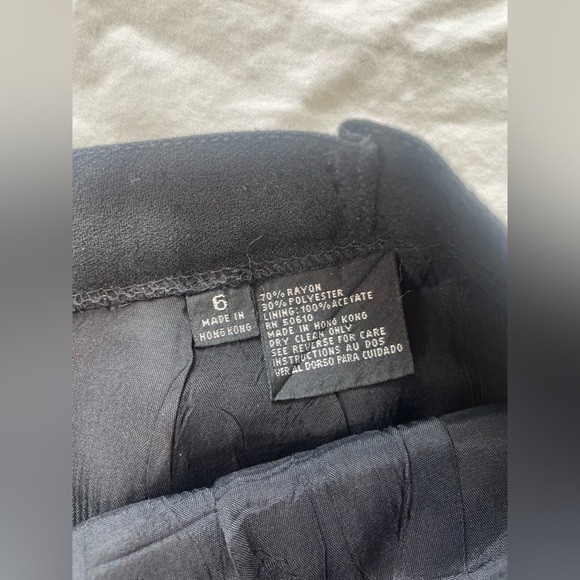 6
MADE IN
HONG KONG
70% RAYON
30% POLYESTER
LINING: 100% ACETATE
RN 50610
MADE IN HONG KONG
DRY CLEAN ONLY
SEE REVERSE FOR CARE
INSTRUCTIONS AU DOS
VER AL DORSO PARA CUIDADO